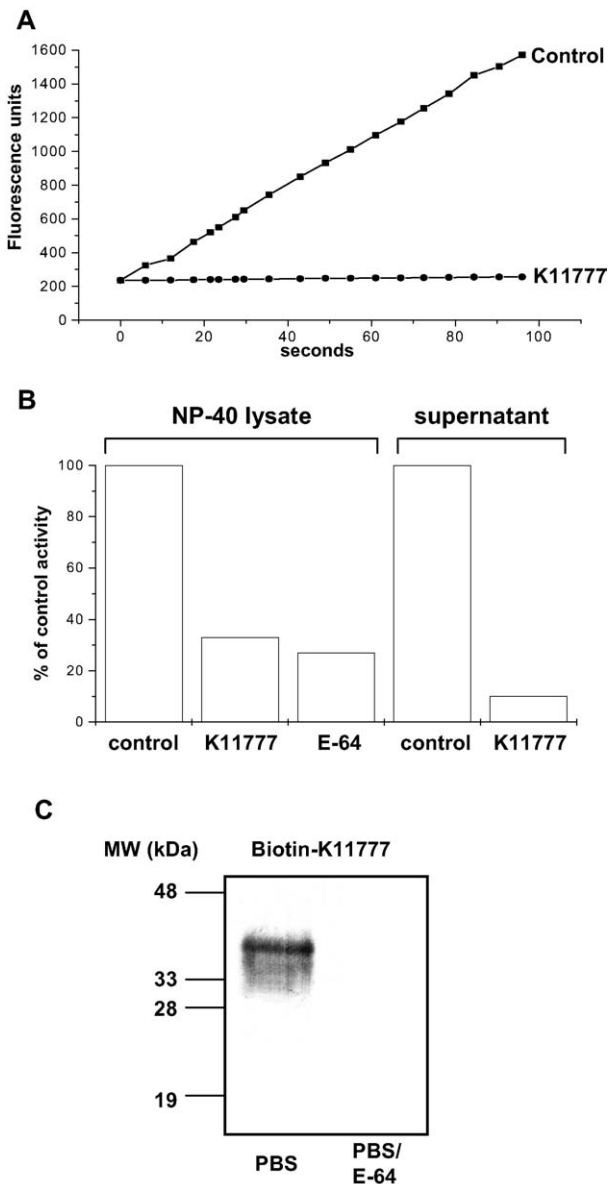 A
Fluorescence units
1600
1400
1200
1000
800
600
400
200
0
Control
K11777
0 20 40 60 80 100
seconds
B
NP-40 lysate supernatant
% of control activity
100
80
60
40
20
0
control K11777 E-64 control K11777
C
MW (kDa) Biotin-K11777
48
33
28
19
PBS PBS/
E-64